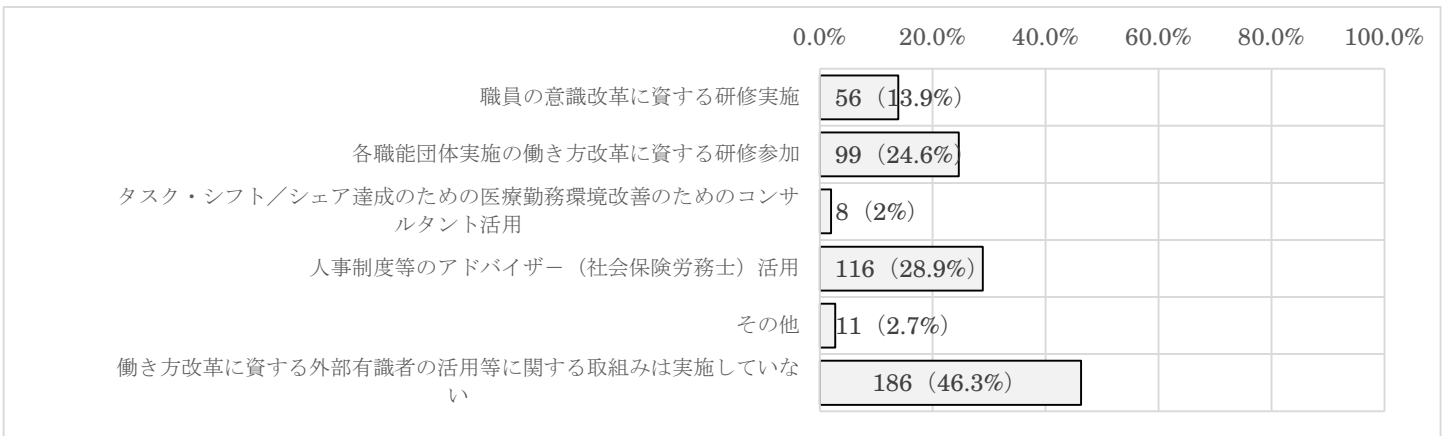 0.0% 20.0% 40.0% 60.0% 80.0% 100.0%
職員の意識改革に資する研修実施 56（13.9%）
各職能団体実施の働き方改革に資する研修参加 99（24.6%）
タスク・シフト／シェア達成のための医療勤務環境改善のためのコンサ
ルタント活用 8（2%）
人事制度等のアドバイザー（社会保険労務士）活用 116（28.9%）
その他 11（2.7%）
働き方改革に資する外部有識者の活用等に関する取組みは実施していな
い 186（46.3%）